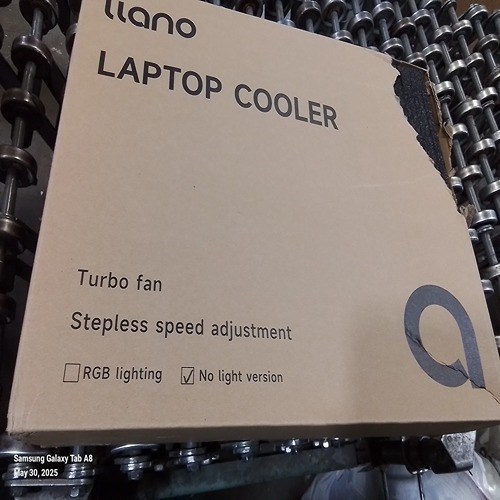 llano
LAPTOP COOLER
Turbo fan
Stepless speed adjustment
RGB lighting
No light version
Samsung Galaxy Tab A8
May 30, 2025